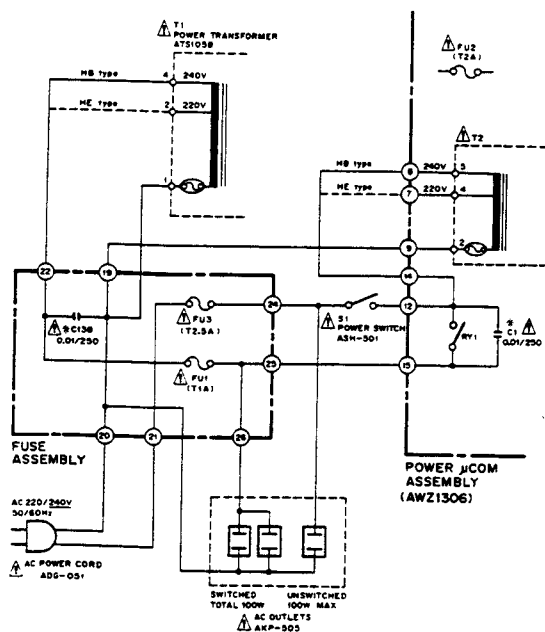 T1
POWER TRANSFORMER
ATS1059
FU2
(T2A)
HB type
4
240V
HE type
2
220V
T2
1
HB type
6
240V
5
HE type
7
220V
4
9
2
22
19
14
24
12
※C138
0.01/250
FU3
(T2.5A)
S1
POWER SWITCH
ASH-501
RY1
※
C1
0.01/250
FU1
(T1A)
25
15
20
21
26
FUSE
ASSEMBLY
POWER μCOM
ASSEMBLY
(AWZ1306)
AC 220/240V
50/60Hz
AC POWER CORD
ADG-051
SWITCHED
TOTAL 100W
UNSWITCHED
100W MAX
AC OUTLETS
AKP-505